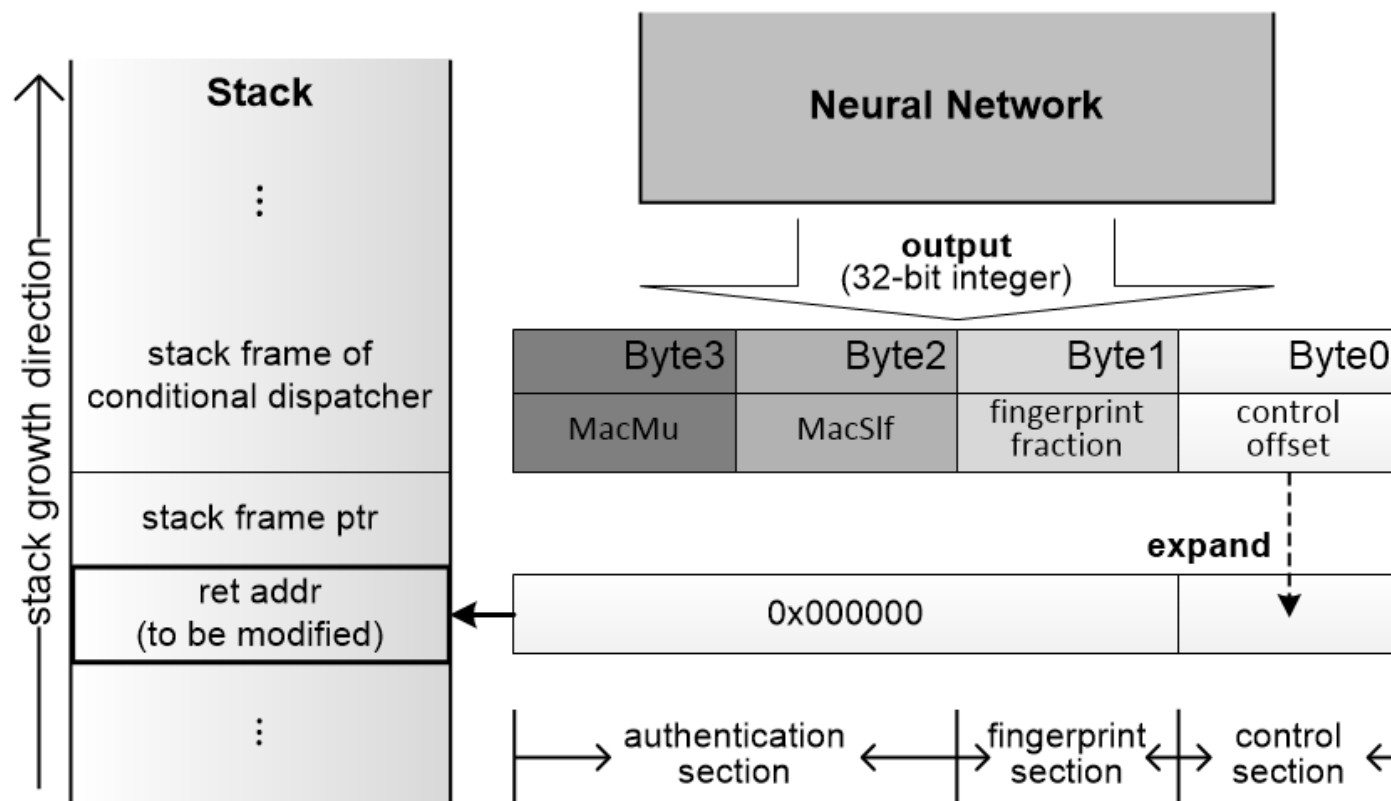 stack growth direction
Stack
⋮
stack frame of
conditional dispatcher
stack frame ptr
ret addr
(to be modified)
⋮
Neural Network
output
(32-bit integer)
Byte3 Byte2 Byte1 Byte0
MacMu MacSlf fingerprint fraction control offset
expand
0x000000
authentication section
fingerprint section
control section